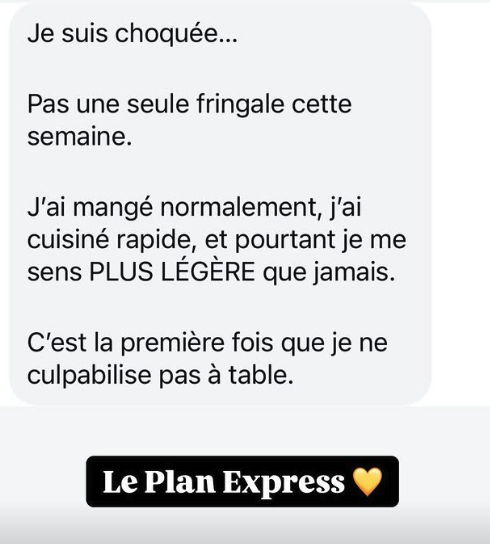 Je suis choquée...
Pas une seule fringale cette
semaine.
J’ai mangé normalement, j’ai
cuisiné rapide, et pourtant je me
sens PLUS LÉGÈRE que jamais.
C’est la première fois que je ne
culpabilise pas à table.
Le Plan Express 💛